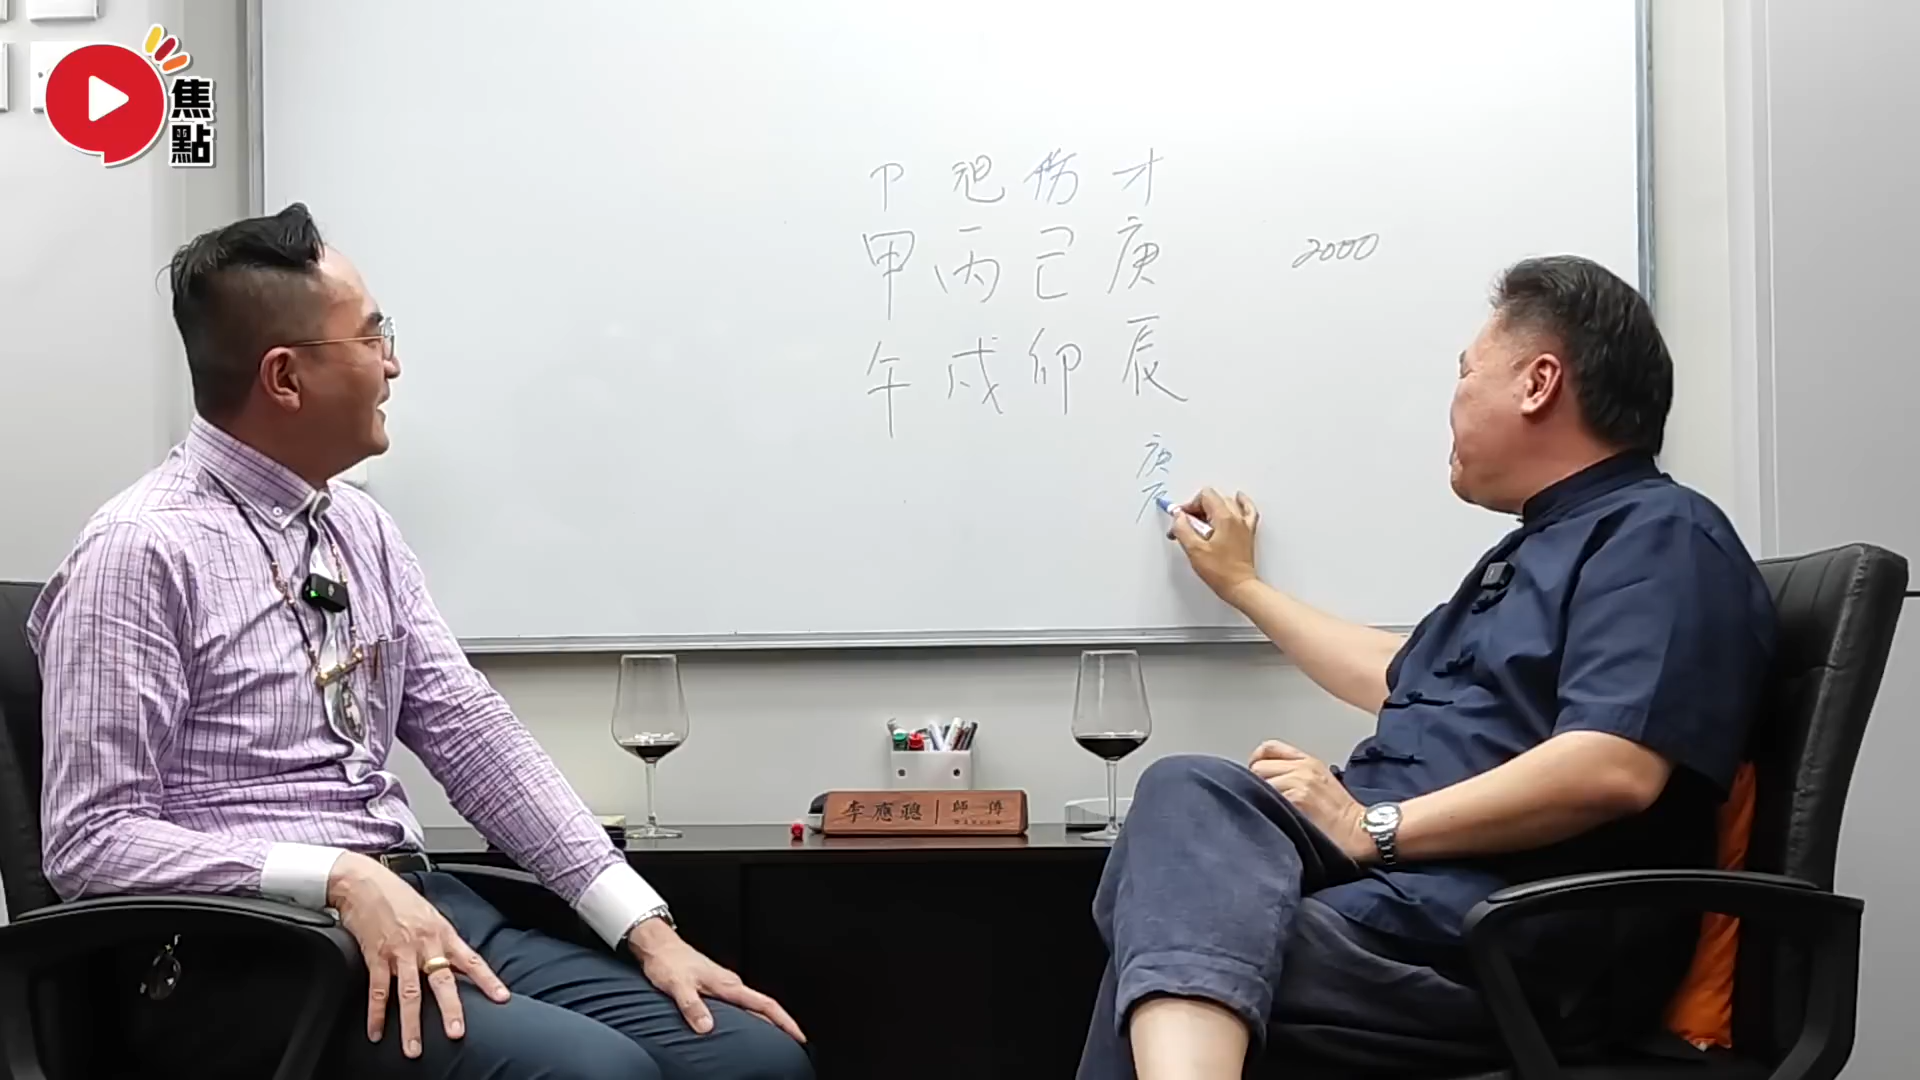 焦
點
卩 祀 伤 才
甲 丙 己 庚
2000
午 戌 卯 辰
庚
李應聰 師傅